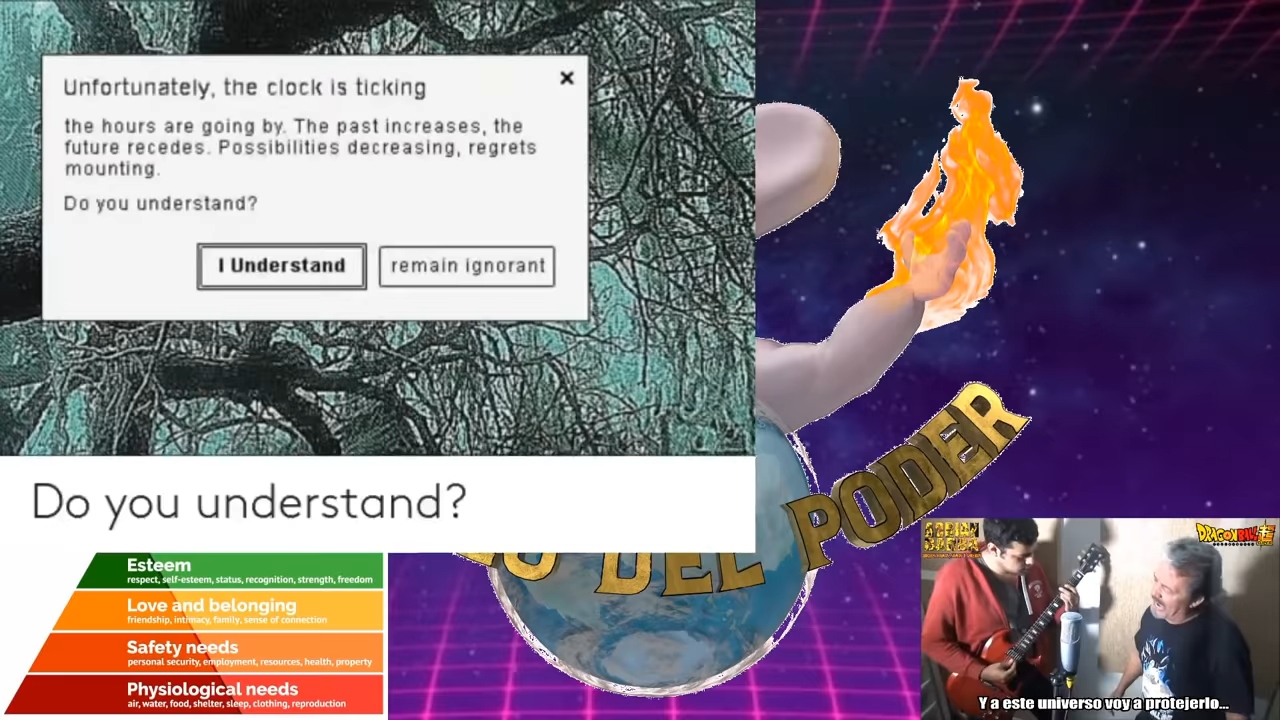 Unfortunately, the clock is ticking
the hours are going by. The past increases, the
future recedes. Possibilities decreasing, regrets
mounting.
Do you understand?
I Understand
remain ignorant
Do you understand?
DEL PODER
Esteem
respect, self-esteem, status, recognition, strength, freedom
Love and belonging
friendship, intimacy, family, sense of connection
Safety needs
personal security, employment, resources, health, property
Physiological needs
air, water, food, shelter, sleep, clothing, reproduction
ADRIAN
BARBA
DRAGONBALL
Y a este universo voy a protejerlo...